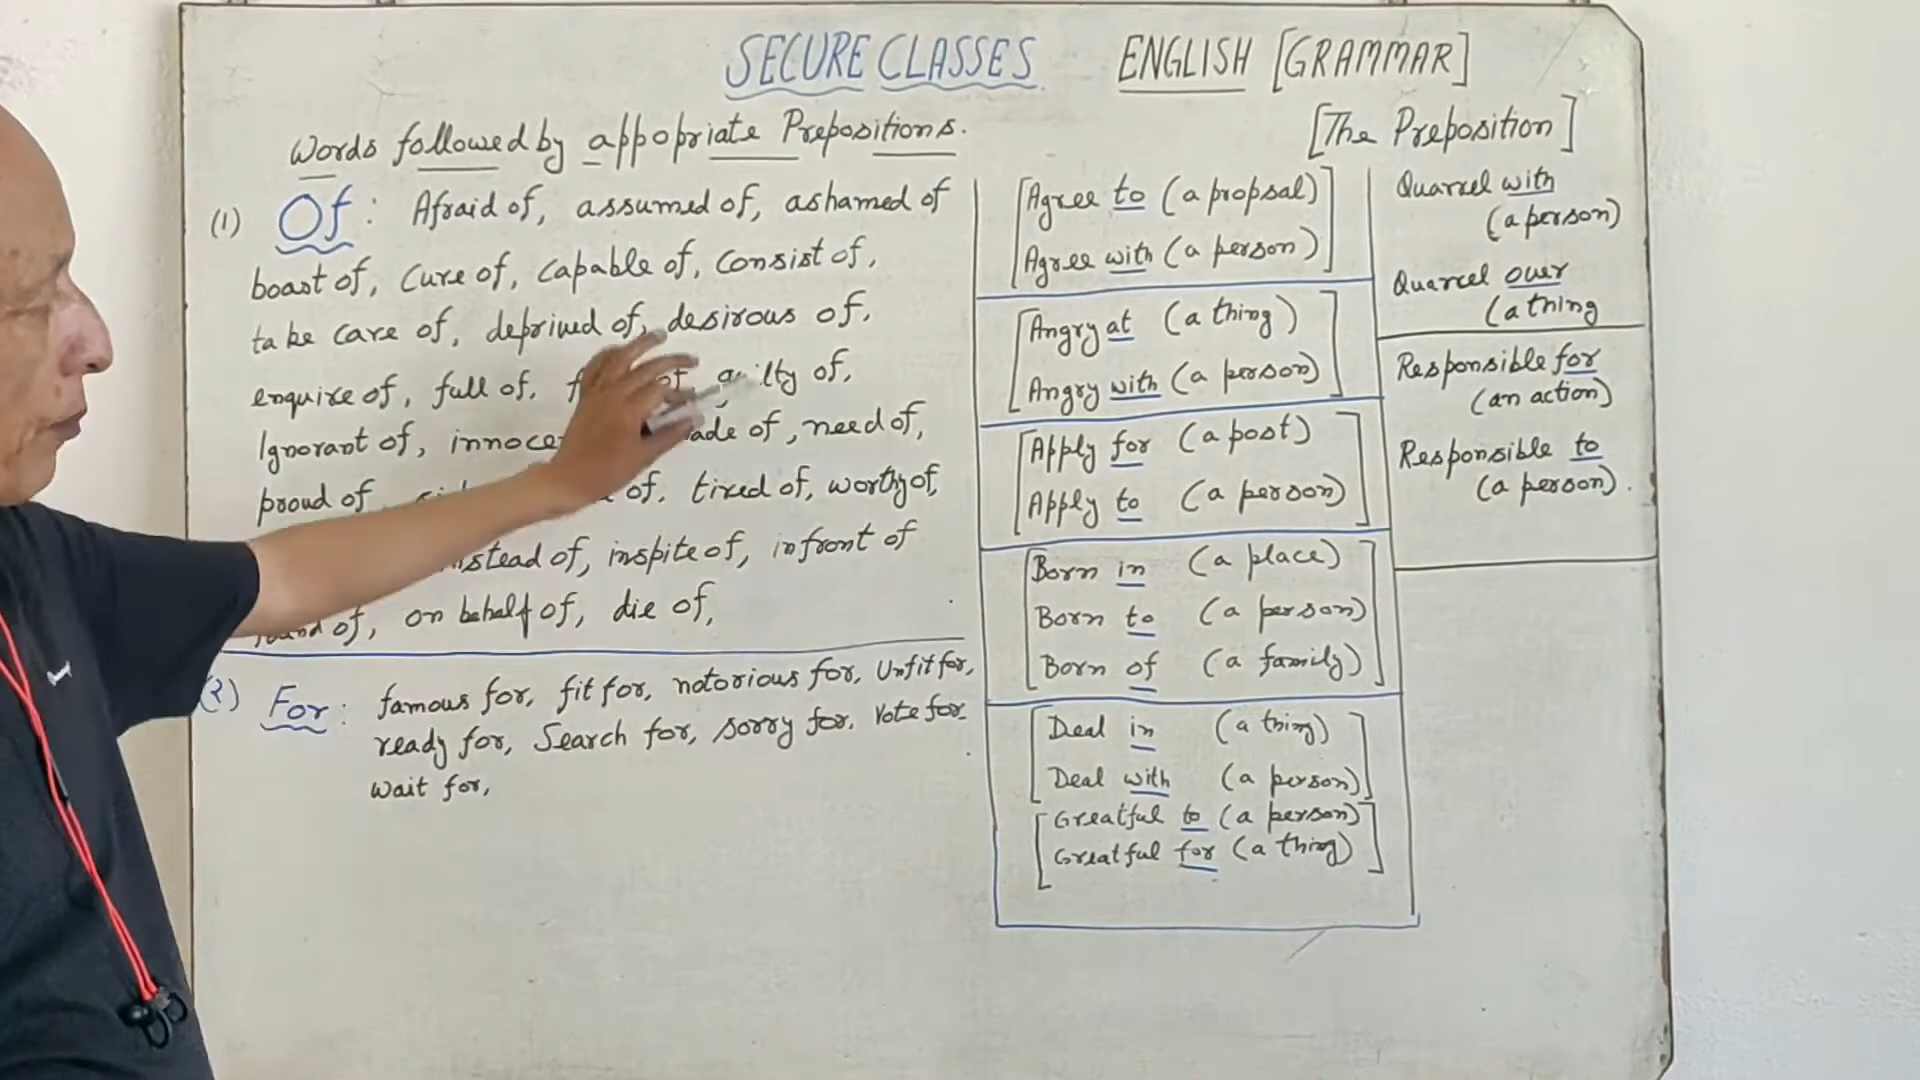 SECURE CLASSES ENGLISH [GRAMMAR]
Words followed by appopriate Prepositions.
[The Preposition]
(1) Of : Afraid of, assumed of, ashamed of
boast of, Cure of, Capable of, Consist of,
take care of, deprived of, desirous of,
enquire of, full of, guilty of,
Ignorant of, need of,
proud of, of, tired of, worthy of,
inspite of, infront of
on behalf of, die of,
(2) For : famous for, fit for, notorious for, Unfit for,
ready for, Search for, sorry for, Vote for
wait for,
[Agree to (a propsal)]
[Agree with (a person)]
[Angry at (a thing)]
[Angry with (a person)]
[Apply for (a post)]
[Apply to (a person)]
[Born in (a place)]
Born to (a person)
Born of (a family)
[Deal in (a thing)]
Deal with (a person)
[Greatful to (a person)]
Greatful for (a thing)
Quarrel with
(a person)
Quarrel over
(a thing
Responsible for
(an action)
Responsible to
(a person).